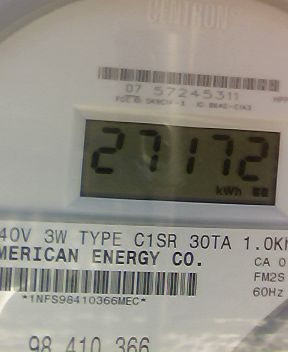 CENTRON
07 57245311
27172
kWh
40V 3W TYPE C1SR 30TA 1.0Kh
MERICAN ENERGY CO.
CA 0
FM2S
60Hz
*1NFS98410366MEC*
98 410 366